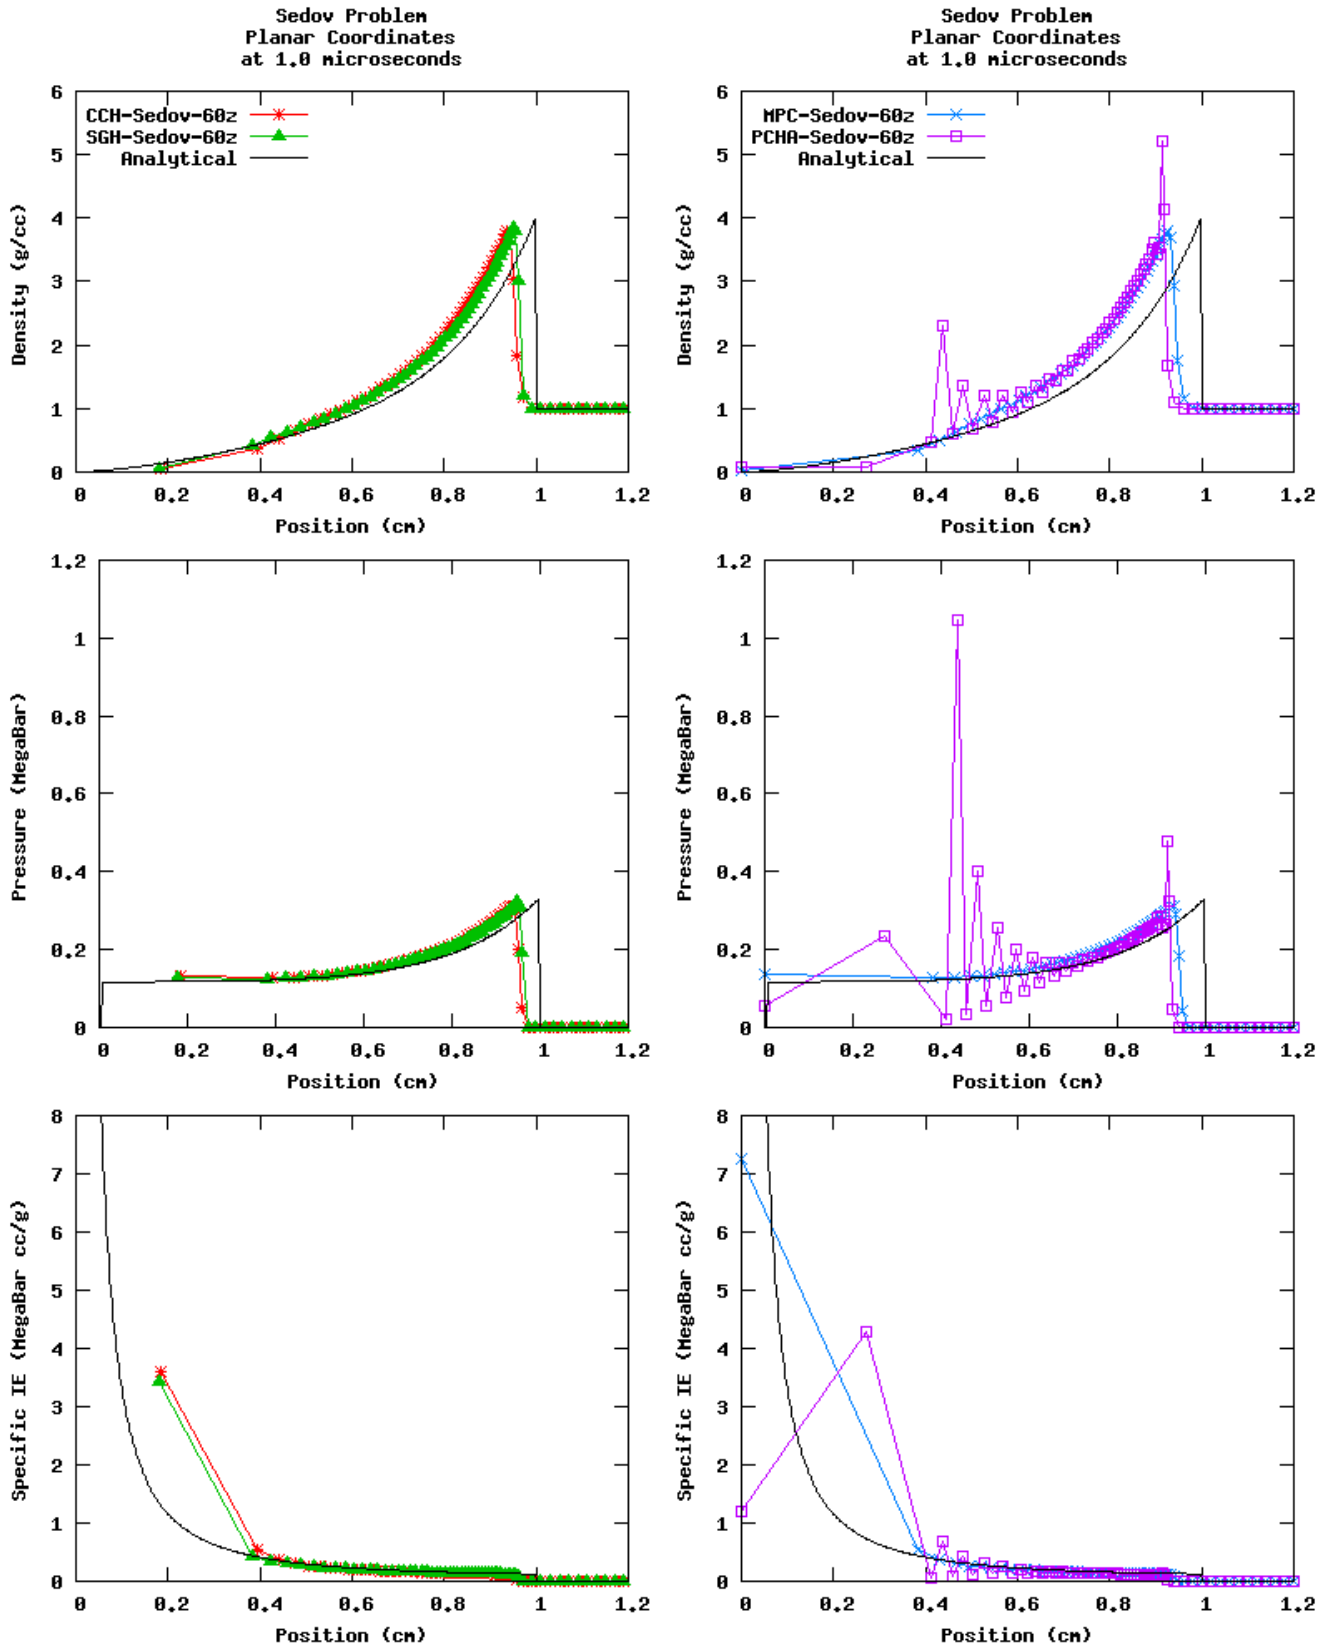 Sedov Problem
Planar Coordinates
at 1.0 microseconds
6
5
4
3
2
1
0
Density (g/cc)
CCH-Sedov-60z
SGH-Sedov-60z
Analytical
0 0.2 0.4 0.6 0.8 1 1.2
Position (cm)
Sedov Problem
Planar Coordinates
at 1.0 microseconds
6
5
4
3
2
1
0
Density (g/cc)
MPC-Sedov-60z
PCHA-Sedov-60z
Analytical
0 0.2 0.4 0.6 0.8 1 1.2
Position (cm)
1.2
1
0.8
0.6
0.4
0.2
0
Pressure (MegaBar)
0 0.2 0.4 0.6 0.8 1 1.2
Position (cm)
1.2
1
0.8
0.6
0.4
0.2
0
Pressure (MegaBar)
0 0.2 0.4 0.6 0.8 1 1.2
Position (cm)
8
7
6
5
4
3
2
1
0
Specific IE (MegaBar cc/g)
0 0.2 0.4 0.6 0.8 1 1.2
Position (cm)
8
7
6
5
4
3
2
1
0
Specific IE (MegaBar cc/g)
0 0.2 0.4 0.6 0.8 1 1.2
Position (cm)